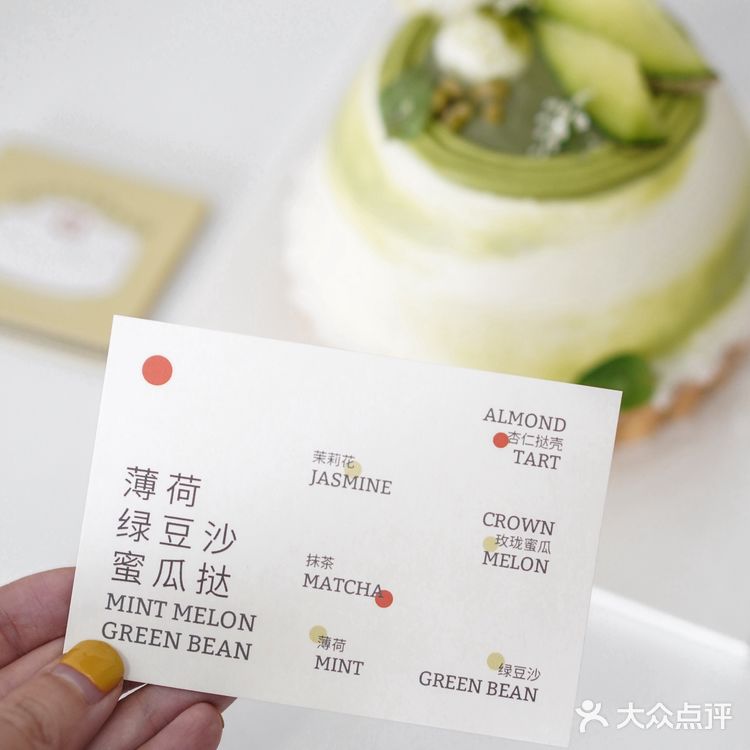 薄荷
绿豆沙
蜜瓜挞
MINT MELON
GREEN BEAN
茉莉花
JASMINE
抹茶
MATCHA
薄荷
MINT
ALMOND
杏仁挞壳
TART
CROWN
玫珑蜜瓜
MELON
绿豆沙
GREEN BEAN
大众点评